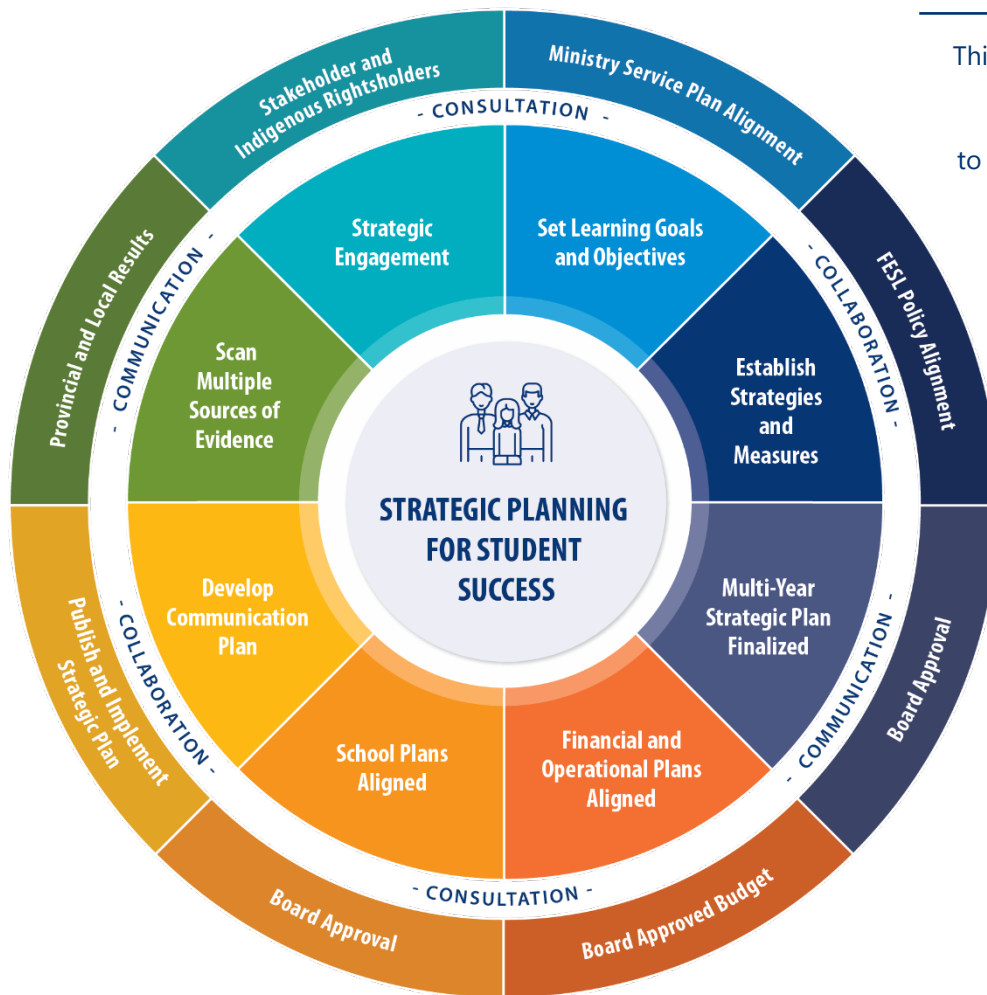 Stakeholder and
Indigenous Rightsholders
Ministry Service Plan Alignment
FESL Policy Alignment
Board Approval
Board Approved Budget
Board Approval
Publish and Implement
Strategic Plan
Provincial and Local Results
- CONSULTATION -
- COLLABORATION -
- COMMUNICATION -
- CONSULTATION -
- COLLABORATION -
- COMMUNICATION -
Strategic
Engagement
Set Learning Goals
and Objectives
Establish
Strategies
and
Measures
Multi-Year
Strategic Plan
Finalized
Financial and
Operational Plans
Aligned
School Plans
Aligned
Develop
Communication
Plan
Scan
Multiple
Sources of
Evidence
STRATEGIC PLANNING
FOR STUDENT
SUCCESS
to